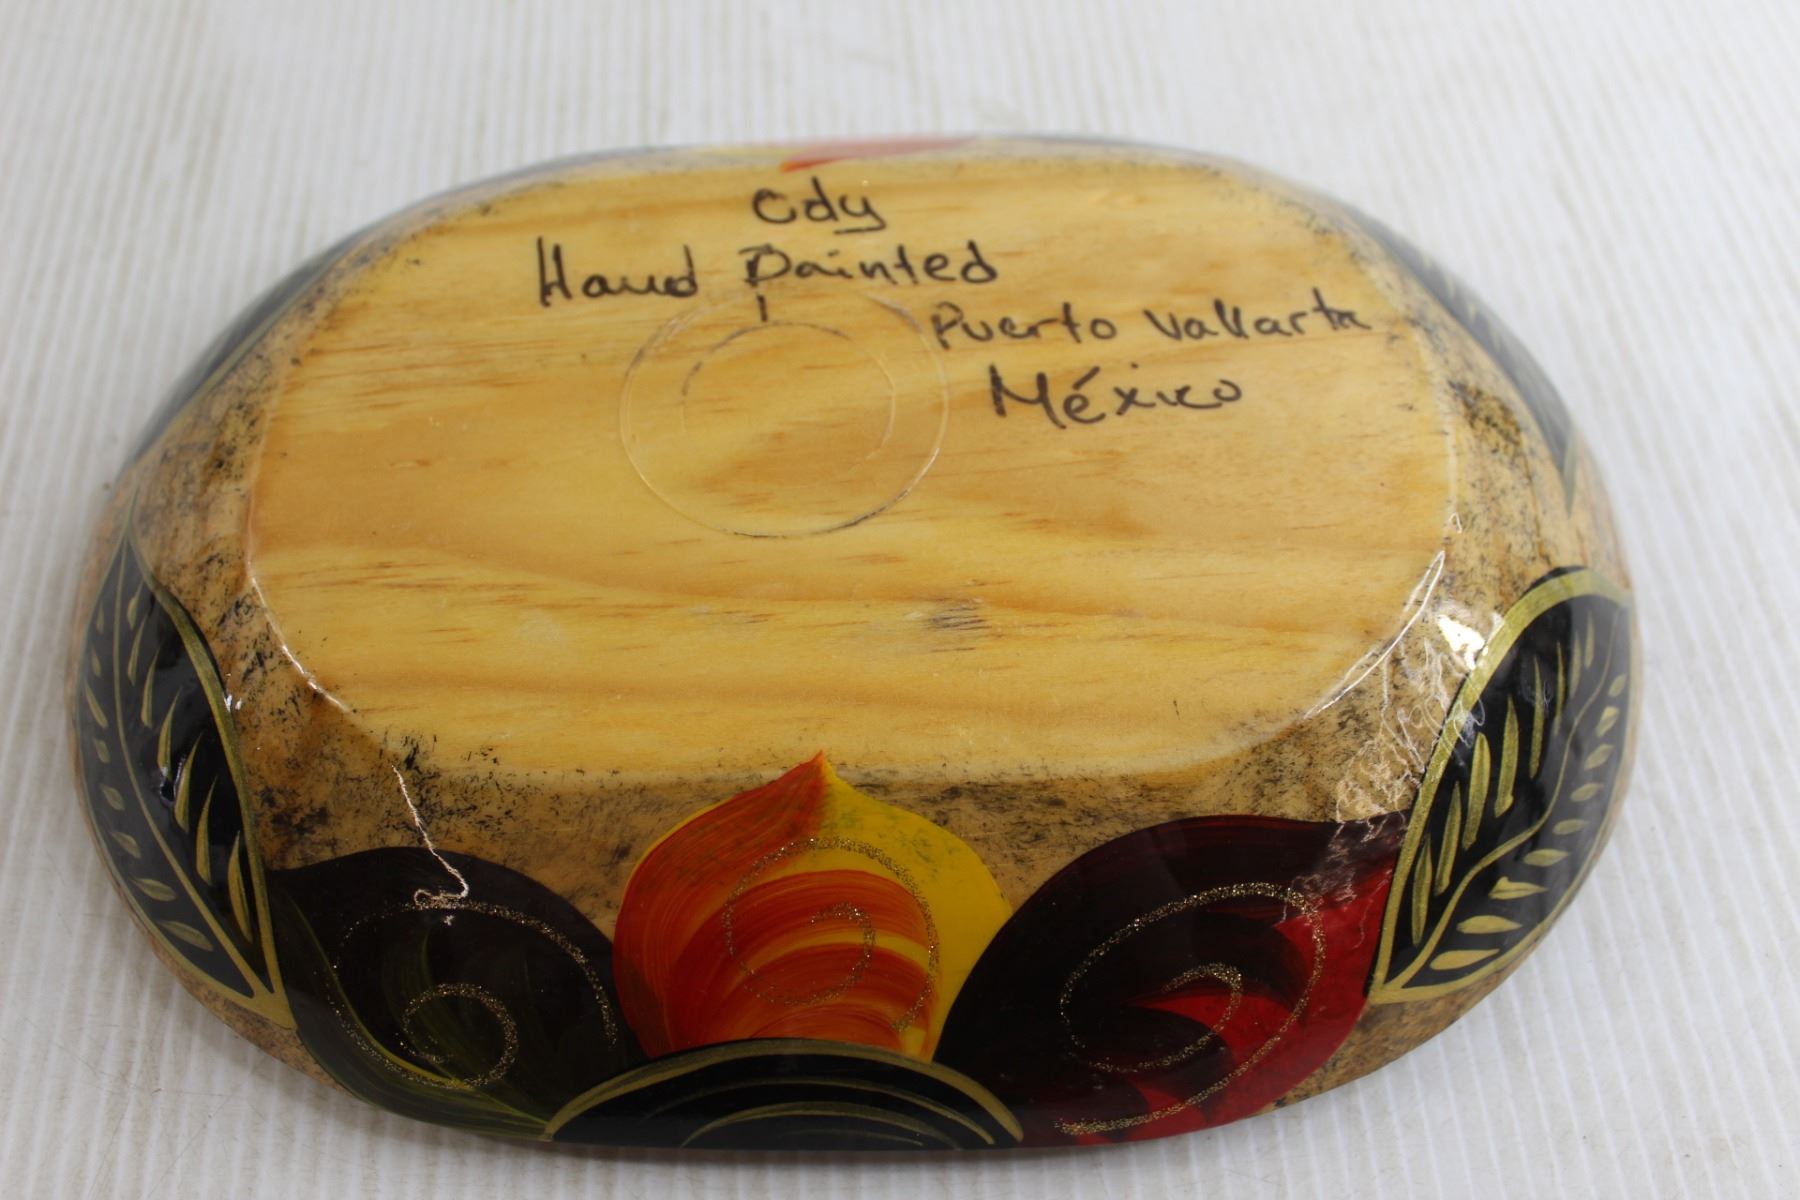 Cdy
Hand Painted
Puerto Vallarta
México